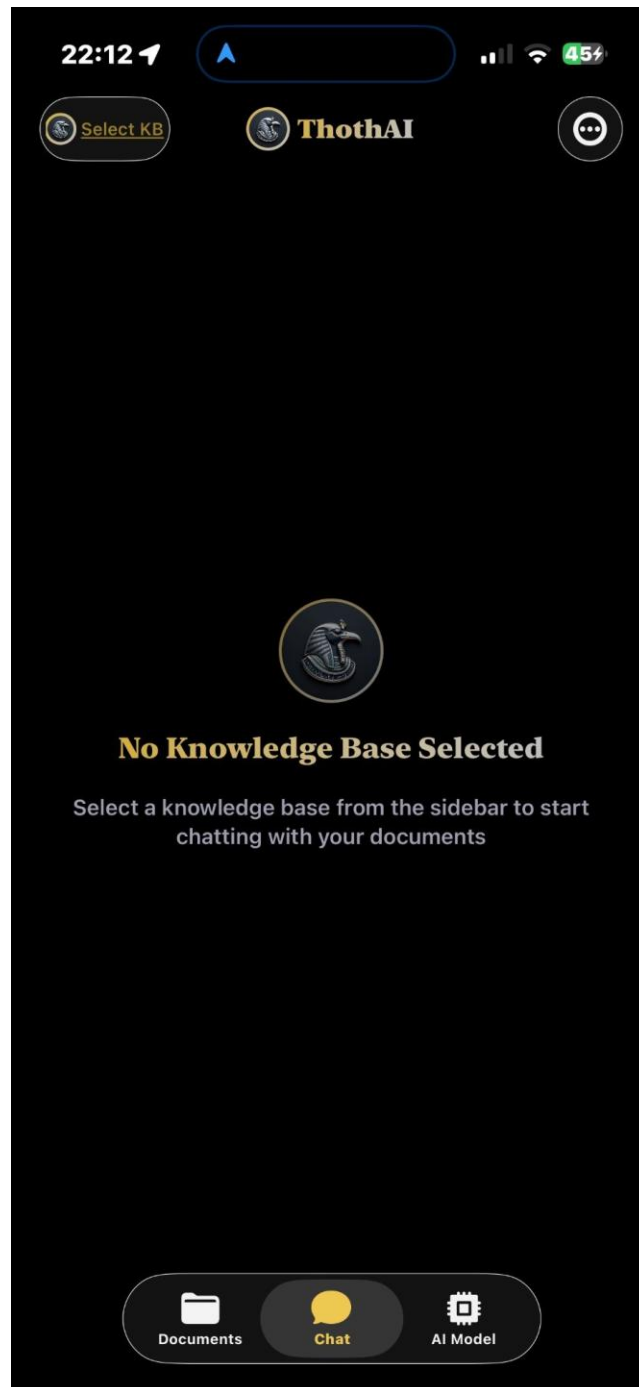 22:12
45
Select KB
ThothAI
No Knowledge Base Selected
Select a knowledge base from the sidebar to start
chatting with your documents
Documents
Chat
AI Model